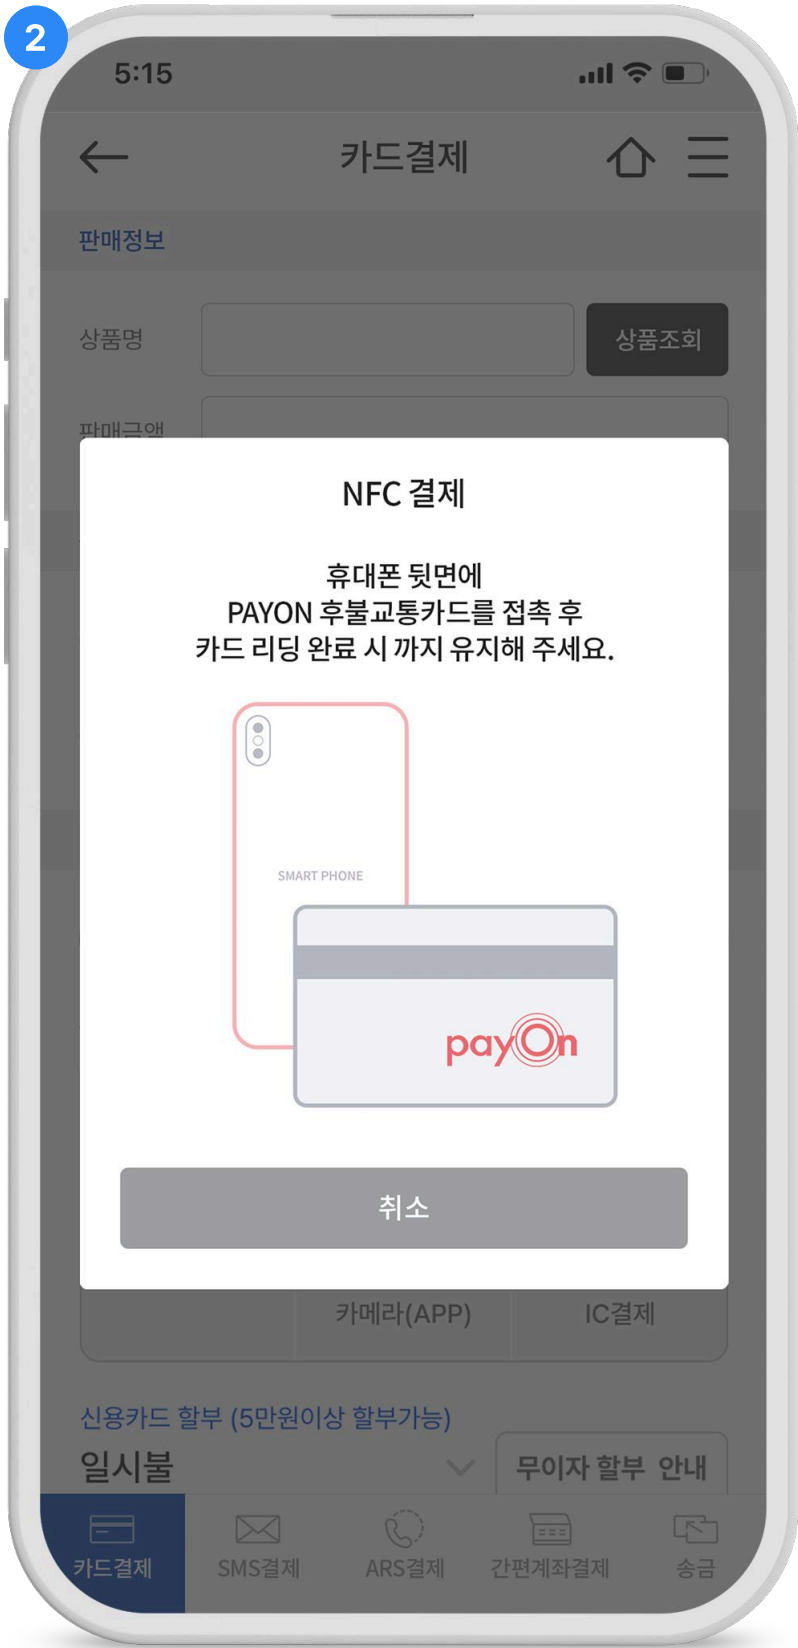 2
5:15
카드결제
판매정보
상품명
상품조회
판매금액
NFC 결제
휴대폰 뒷면에
PAYON 후불교통카드를 접촉 후
카드 리딩 완료 시 까지 유지해 주세요.
SMART PHONE
payOn
취소
카메라(APP)
IC결제
신용카드 할부 (5만원이상 할부가능)
일시불
무이자 할부 안내
카드결제
SMS결제
ARS결제
간편계좌결제
송금